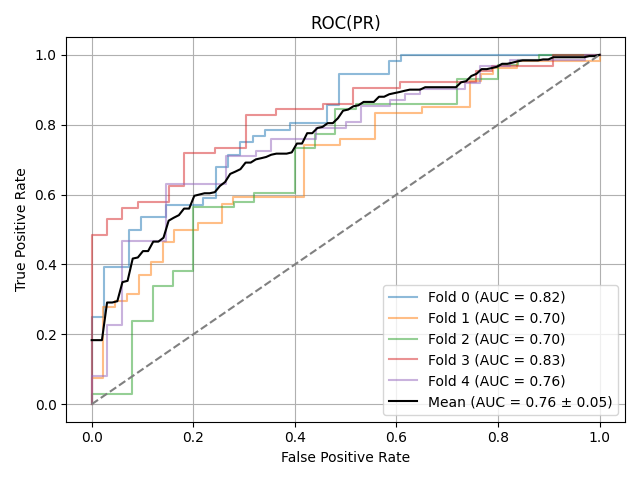 ROC(PR)
True Positive Rate
1.0
0.8
0.6
0.4
0.2
0.0
Fold 0 (AUC = 0.82)
Fold 1 (AUC = 0.70)
Fold 2 (AUC = 0.70)
Fold 3 (AUC = 0.83)
Fold 4 (AUC = 0.76)
Mean (AUC = 0.76 ± 0.05)
0.0 0.2 0.4 0.6 0.8 1.0
False Positive Rate